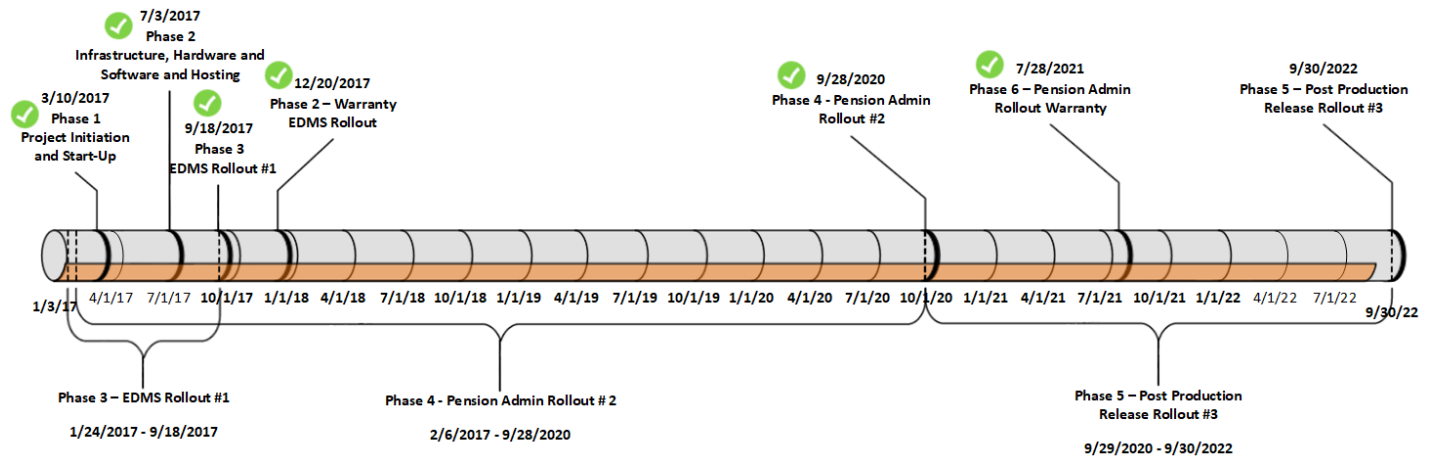 3/10/2017
Phase 1
Project Initiation
and Start-Up
7/3/2017
Phase 2
Infrastructure, Hardware and
Software and Hosting
9/18/2017
Phase 3
EDMS Rollout #1
12/20/2017
Phase 2 – Warranty
EDMS Rollout
9/28/2020
Phase 4 - Pension Admin
Rollout #2
7/28/2021
Phase 6 – Pension Admin
Rollout Warranty
9/30/2022
Phase 5 – Post Production
Release Rollout #3
1/3/17
4/1/17
7/1/17
10/1/17
1/1/18
4/1/18
7/1/18
10/1/18
1/1/19
4/1/19
7/1/19
10/1/19
1/1/20
4/1/20
7/1/20
10/1/20
1/1/21
4/1/21
7/1/21
10/1/21
1/1/22
4/1/22
7/1/22
9/30/22
Phase 3 – EDMS Rollout #1
1/24/2017 - 9/18/2017
Phase 4 - Pension Admin Rollout # 2
2/6/2017 - 9/28/2020
Phase 5 – Post Production
Release Rollout #3
9/29/2020 - 9/30/2022